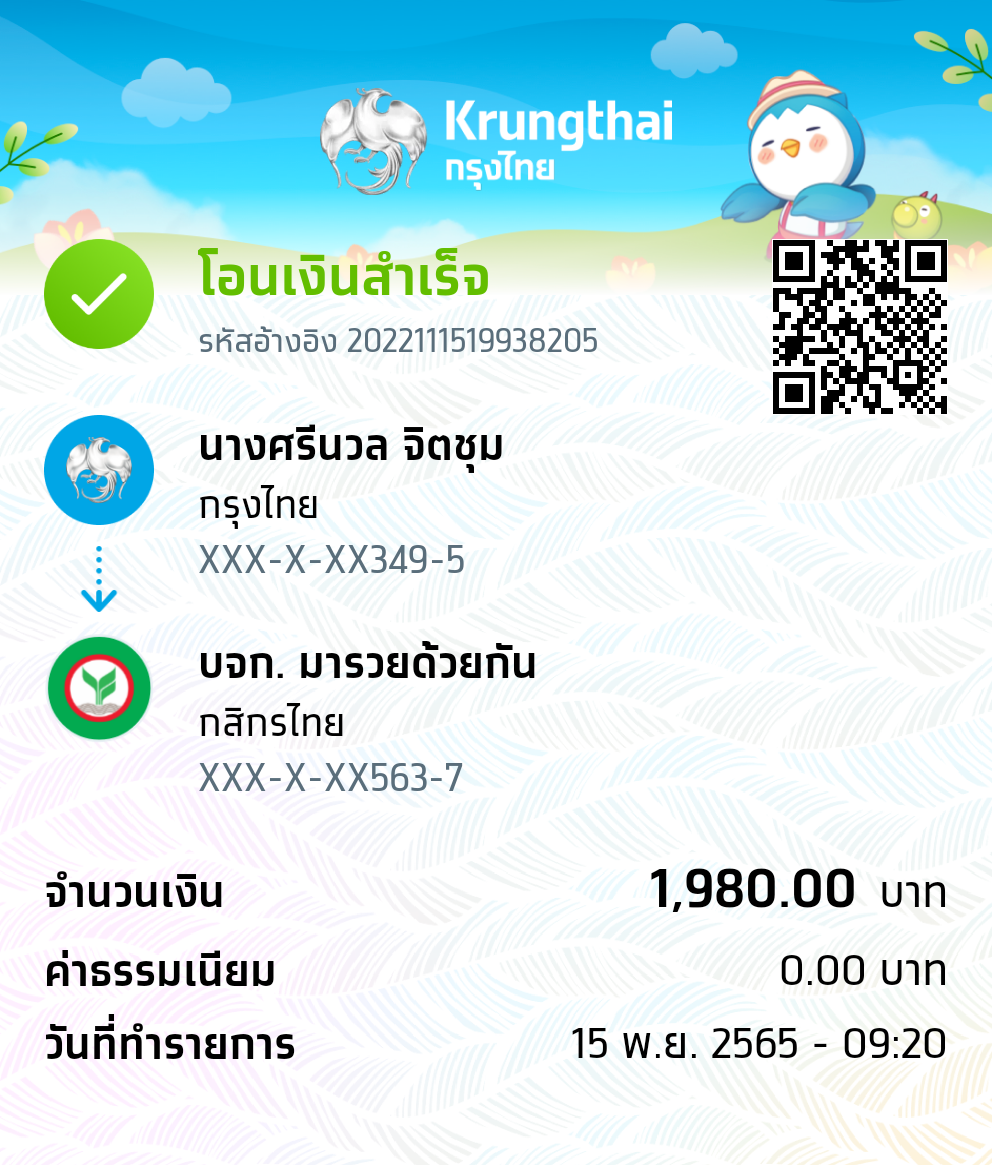 Krungthai
กรุงไทย
โอนเงินสำเร็จ
รหัสอ้างอิง 2022111519938205
นางศรีนวล จิตชุม
กรุงไทย
XXX-X-XX349-5
บจก. มารวยด้วยกัน
กสิกรไทย
XXX-X-XX563-7
จำนวนเงิน 1,980.00 บาท
ค่าธรรมเนียม 0.00 บาท
วันที่ทำรายการ 15 พ.ย. 2565 - 09:20